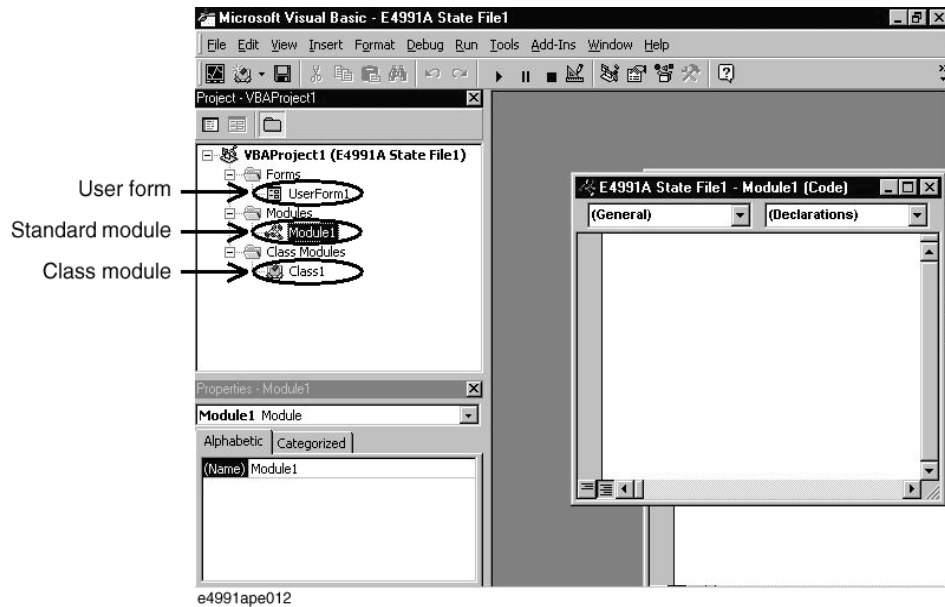 Microsoft Visual Basic - E4991A State File1
File Edit View Insert Format Debug Run Tools Add-Ins Window Help
Project - VBAProject1
VBAProject1 (E4991A State File1)
Forms
User form
UserForm1
Modules
Standard module
Module1
Class Modules
Class module
Class1
E4991A State File1 - Module1 (Code)
(General)
(Declarations)
Properties - Module1
Module1 Module
Alphabetic Categorized
(Name) Module1
e4991ape012